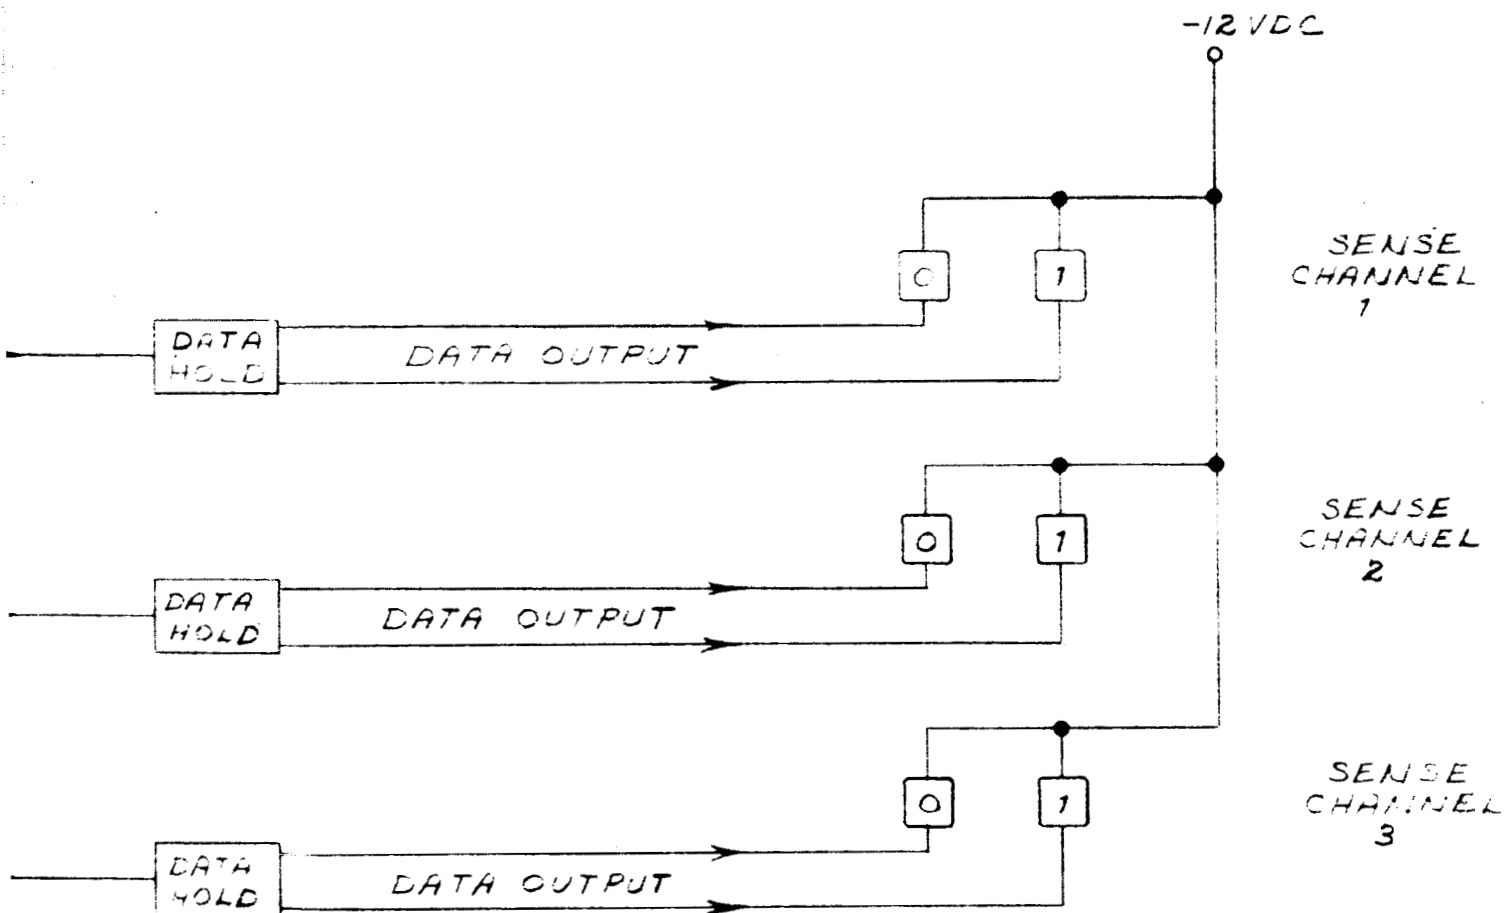 -12 VDC
SENSE
CHANNEL
1
0
1
DATA
HOLD
DATA OUTPUT
SENSE
CHANNEL
2
0
1
DATA
HOLD
DATA OUTPUT
SENSE
CHANNEL
3
0
1
DATA
HOLD
DATA OUTPUT